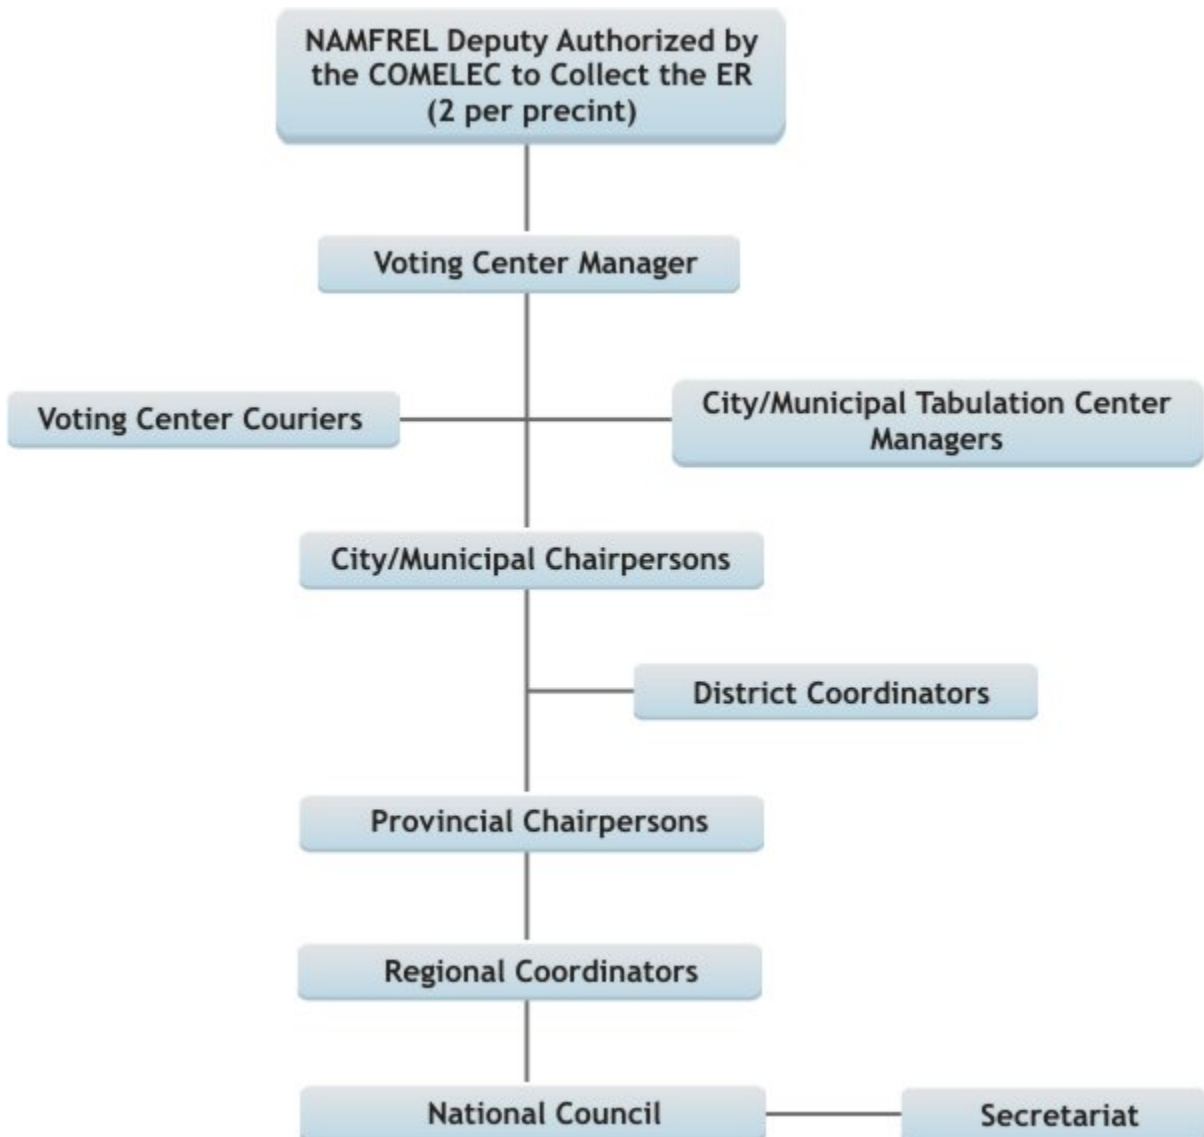 NAMFREL Deputy Authorized by
the COMELEC to Collect the ER
(2 per precint)
Voting Center Manager
Voting Center Couriers
City/Municipal Tabulation Center
Managers
City/Municipal Chairpersons
District Coordinators
Provincial Chairpersons
Regional Coordinators
National Council
Secretariat